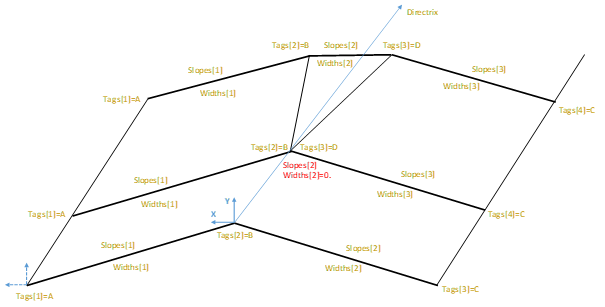 Directrix
Tags[2]=B
Slopes[2]
Tags[3]=D
Widths[2]
Slopes[1]
Slopes[3]
Tags[1]=A
Widths[1]
Widths[3]
Tags[4]=C
Tags[2]=B
Tags[3]=D
Slopes[2]
Widths[2]=0.
Slopes[1]
Slopes[3]
Widths[1]
Widths[3]
Tags[1]=A
Tags[4]=C
Y
X
Tags[2]=B
Slopes[1]
Slopes[2]
Widths[1]
Widths[2]
Tags[1]=A
Tags[3]=C